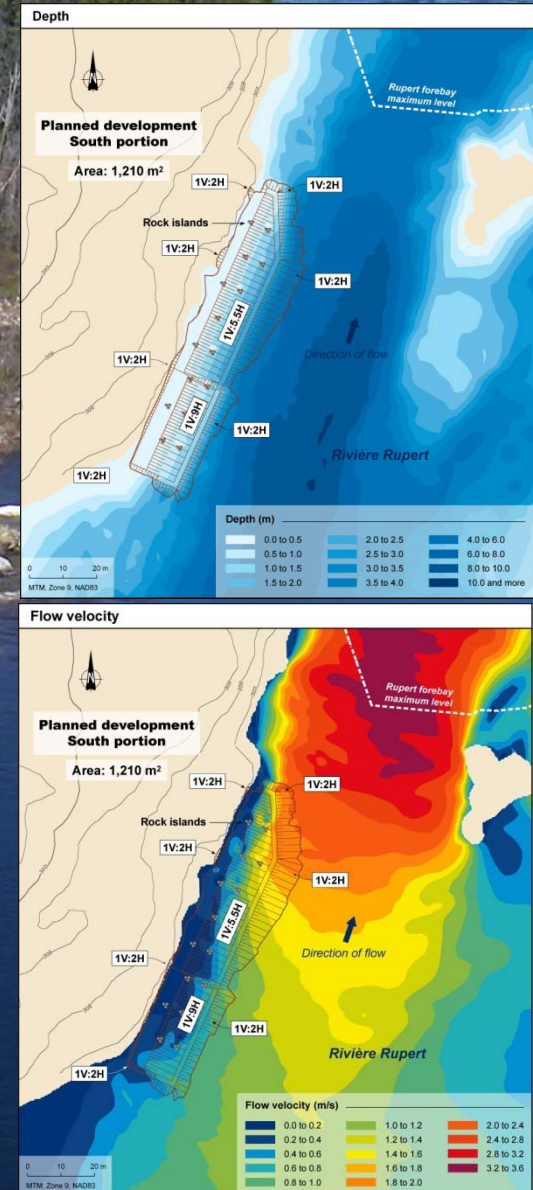 Depth
Rupert forebay
maximum level
Planned development
South portion
Area: 1,210 m²
1V:2H
1V:2H
Rock islands
1V:2H
1V:2H
1V:5.5H
Direction of flow
1V:2H
1V:9H
1V:2H
Rivière Rupert
1V:2H
Depth (m)
0.0 to 0.5
2.0 to 2.5
4.0 to 6.0
0.5 to 1.0
2.5 to 3.0
6.0 to 8.0
1.0 to 1.5
3.0 to 3.5
8.0 to 10.0
1.5 to 2.0
3.5 to 4.0
10.0 and more
0 10 20 m
MTM, Zone 9, NAD83
Flow velocity
Rupert forebay
maximum level
Planned development
South portion
Area: 1,210 m²
1V:2H
1V:2H
Rock islands
1V:2H
1V:2H
1V:5.5H
Direction of flow
1V:2H
1V:9H
1V:2H
Rivière Rupert
1V:2H
Flow velocity (m/s)
0.0 to 0.2
1.0 to 1.2
2.0 to 2.4
0.2 to 0.4
1.2 to 1.4
2.4 to 2.8
0.4 to 0.6
1.4 to 1.6
2.8 to 3.2
0.6 to 0.8
1.6 to 1.8
3.2 to 3.6
0.8 to 1.0
1.8 to 2.0
0 10 20 m
MTM, Zone 9, NAD83